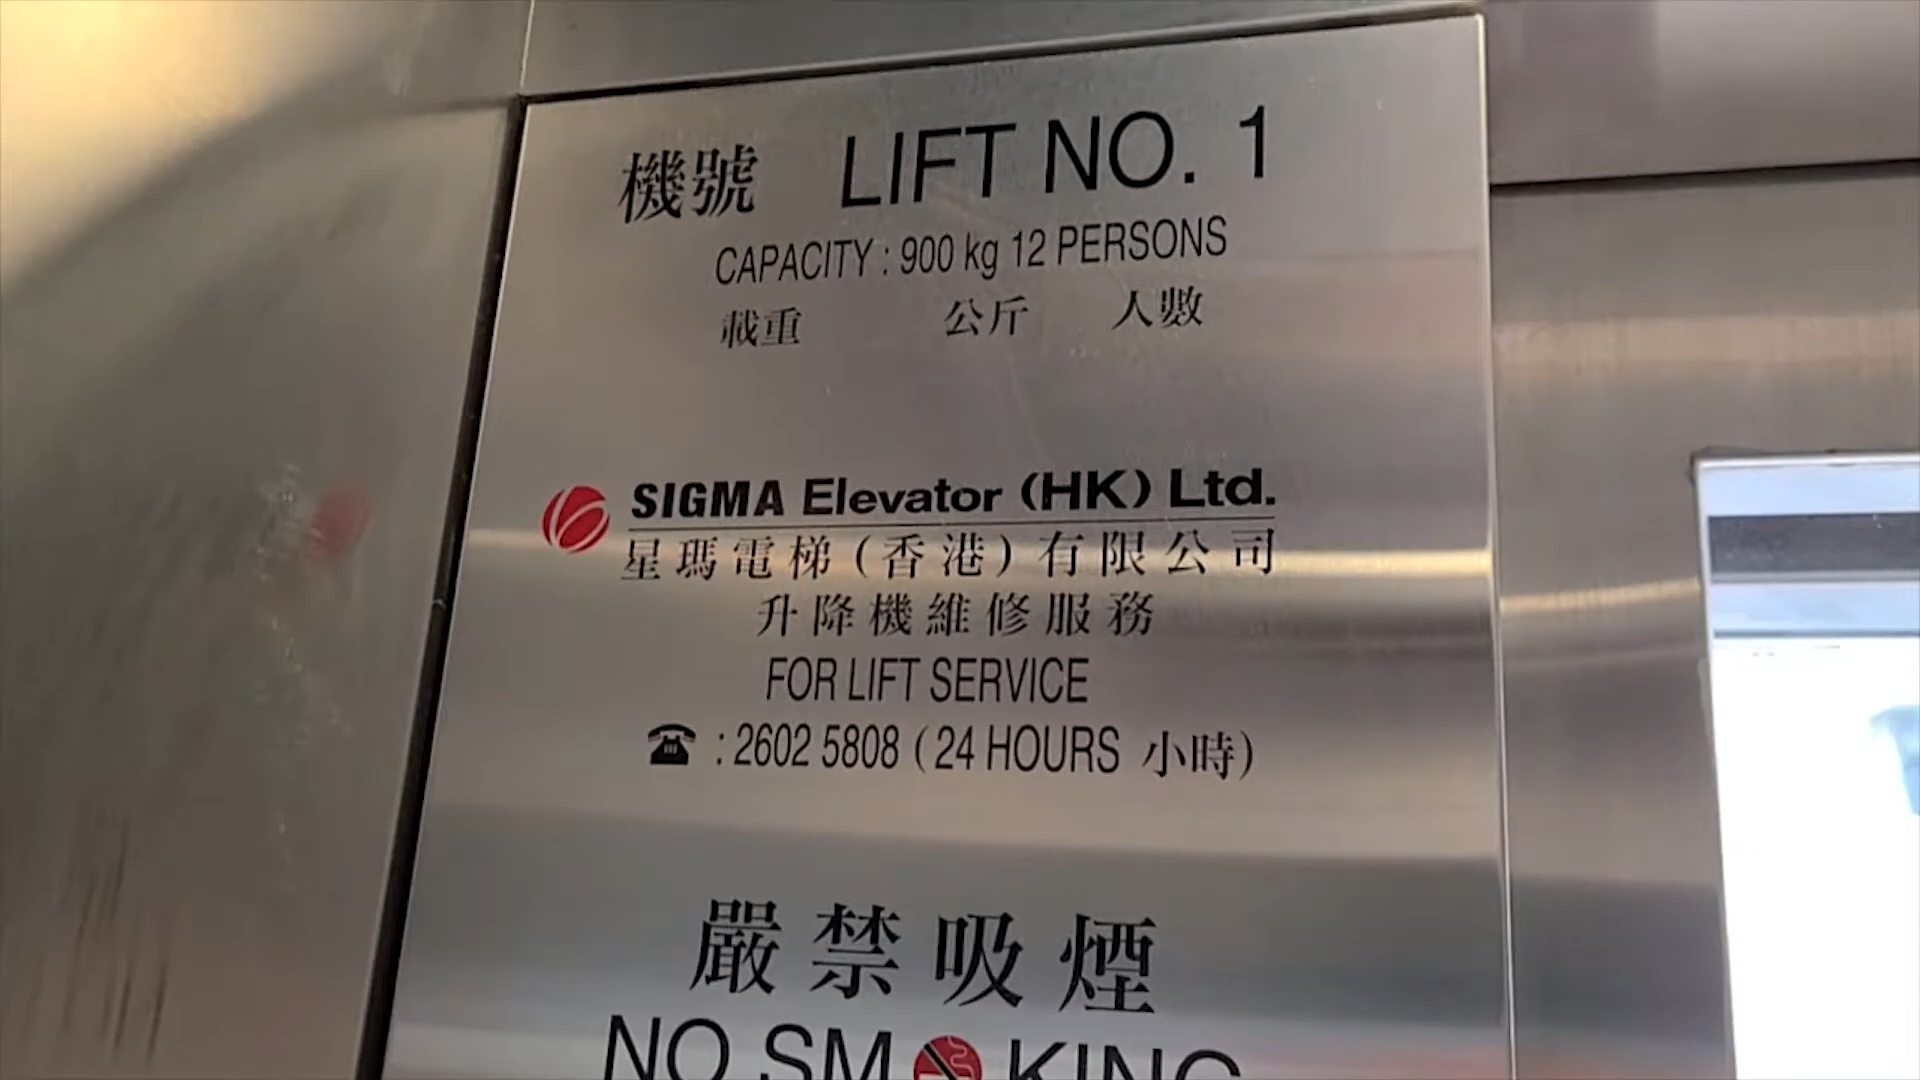 機號 LIFT NO. 1
CAPACITY : 900 kg 12 PERSONS
載重 公斤 人數
SIGMA Elevator (HK) Ltd.
星瑪電梯(香港)有限公司
升降機維修服務
FOR LIFT SERVICE
☎ : 2602 5808 (24 HOURS 小時)
嚴禁吸煙
NO SMOKING